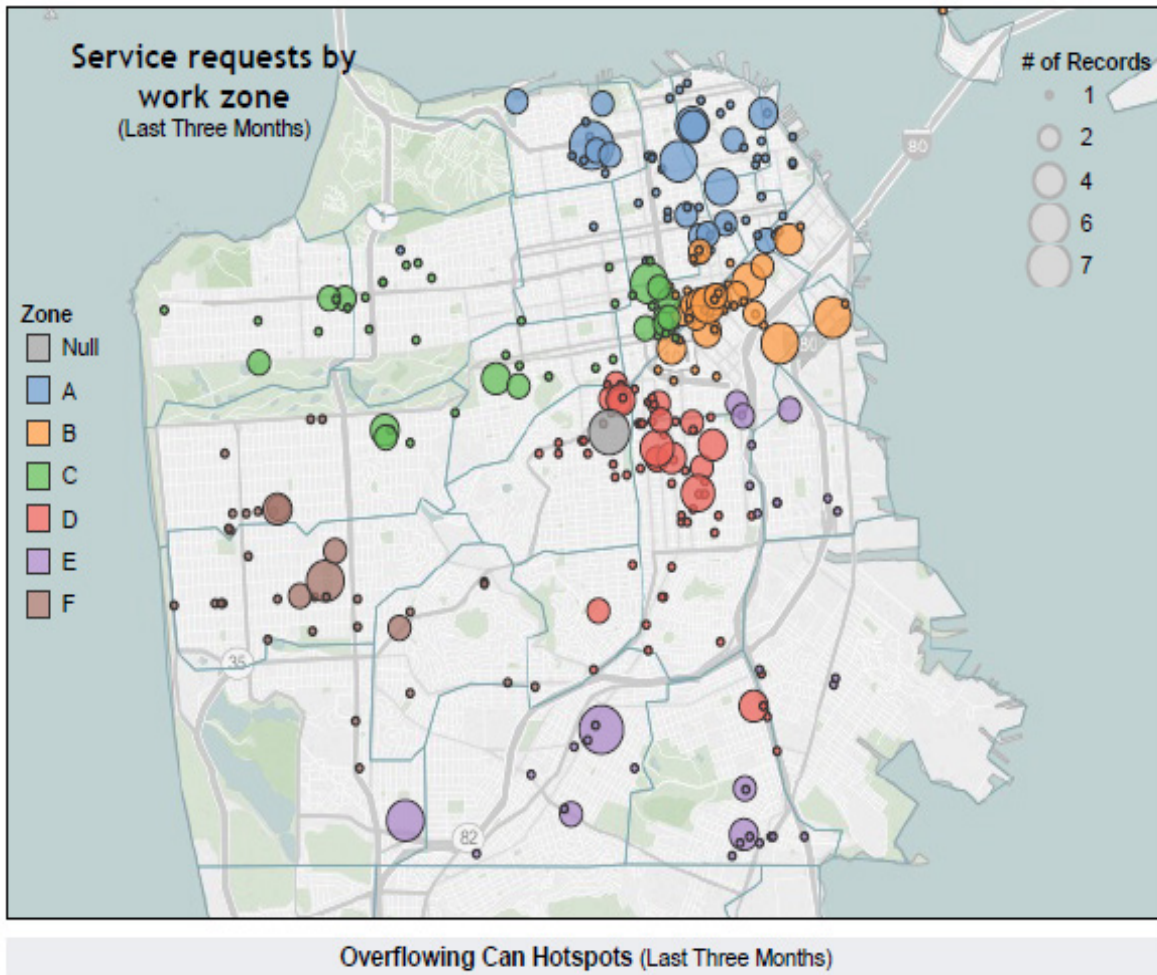 Service requests by
work zone
(Last Three Months)
# of Records
1
2
4
6
7
80
Zone
Null
A
B
C
D
E
F
80
35
82
Overflowing Can Hotspots (Last Three Months)